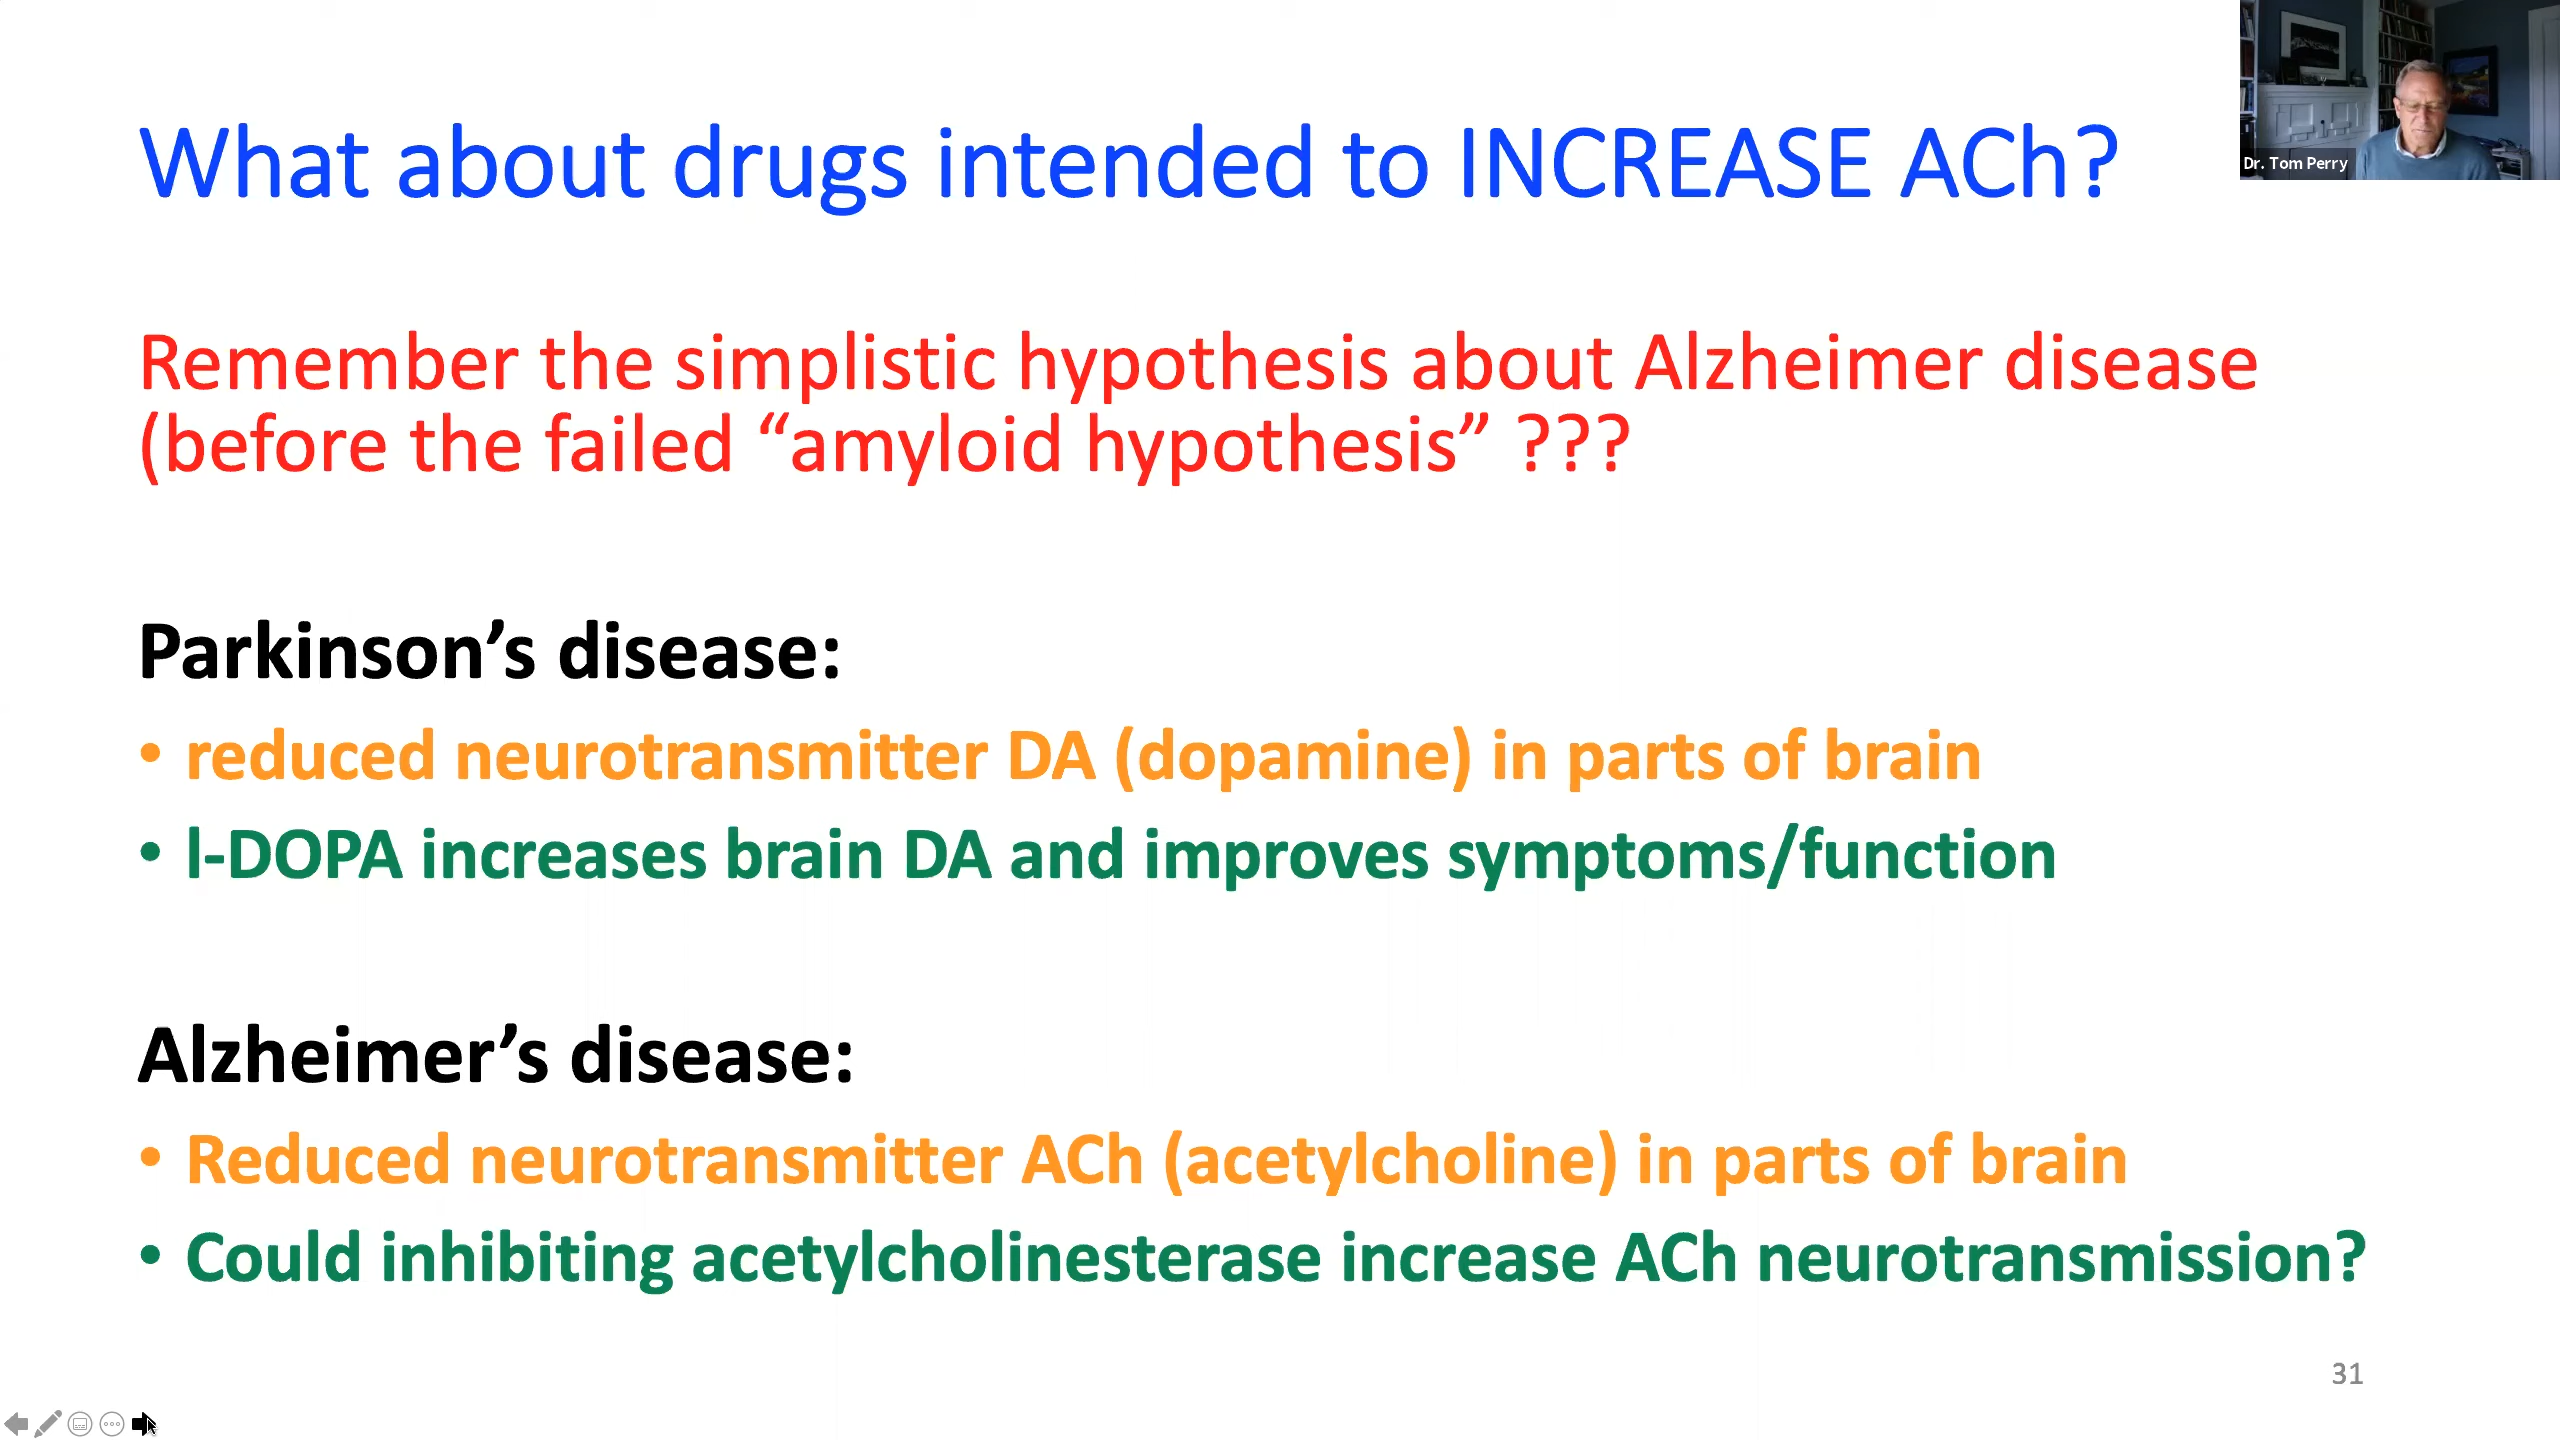 What about drugs intended to INCREASE ACh?
Dr. Tom Perry
Remember the simplistic hypothesis about Alzheimer disease
(before the failed “amyloid hypothesis” ???
Parkinson’s disease:
• reduced neurotransmitter DA (dopamine) in parts of brain
• l-DOPA increases brain DA and improves symptoms/function
Alzheimer’s disease:
• Reduced neurotransmitter ACh (acetylcholine) in parts of brain
• Could inhibiting acetylcholinesterase increase ACh neurotransmission?
31